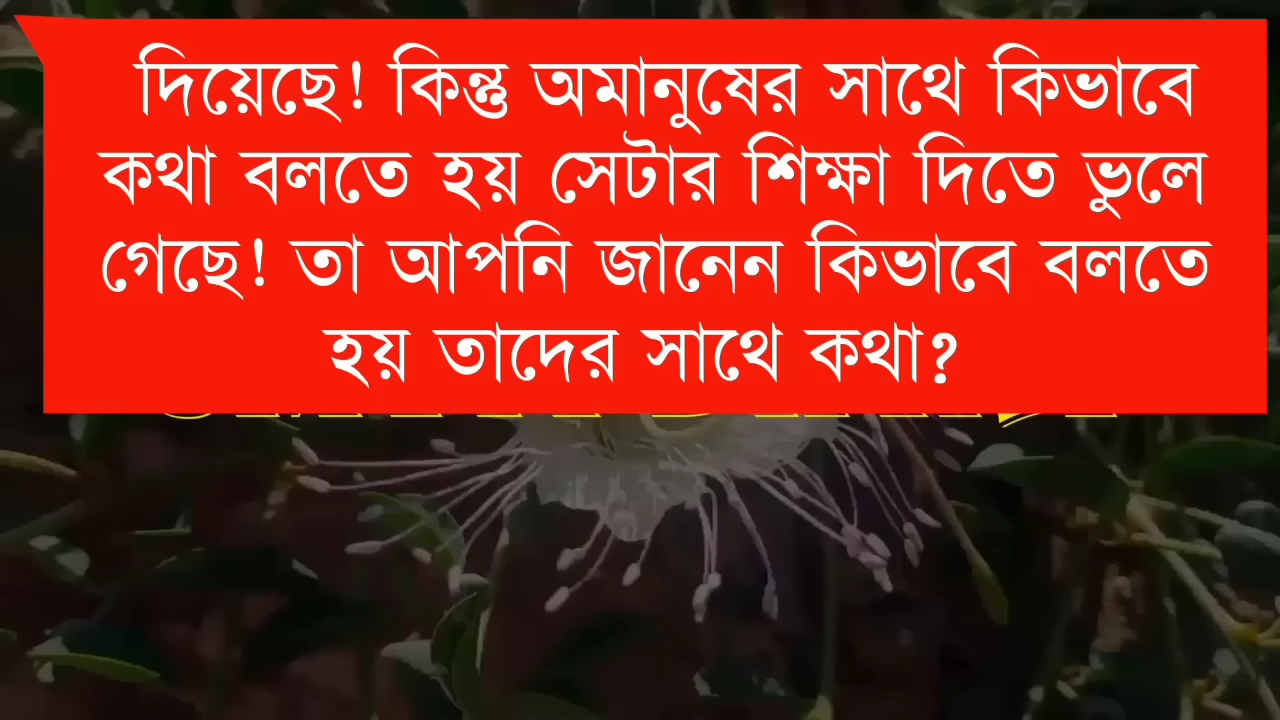 দিয়েছে! কিন্তু অমানুষের সাথে কিভাবে
কথা বলতে হয় সেটার শিক্ষা দিতে ভুলে
গেছে! তা আপনি জানেন কিভাবে বলতে
হয় তাদের সাথে কথা?